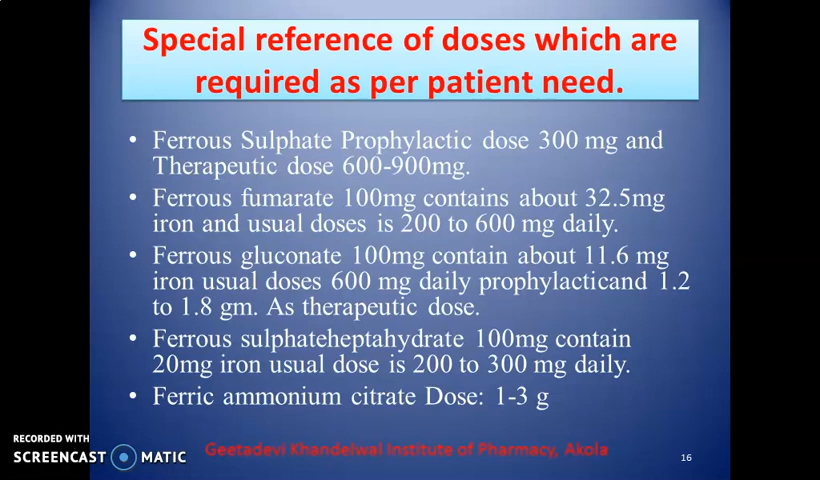 Special reference of doses which are
required as per patient need.
• Ferrous Sulphate Prophylactic dose 300 mg and
Therapeutic dose 600-900mg.
• Ferrous fumarate 100mg contains about 32.5mg
iron and usual doses is 200 to 600 mg daily.
• Ferrous gluconate 100mg contain about 11.6 mg
iron usual doses 600 mg daily prophylacticand 1.2
to 1.8 gm. As therapeutic dose.
• Ferrous sulphateheptahydrate 100mg contain
20mg iron usual dose is 200 to 300 mg daily.
• Ferric ammonium citrate Dose: 1-3 g
RECORDED WITH
SCREENCAST MATIC
Geetadevi Khandelwal Institute of Pharmacy, Akola
16